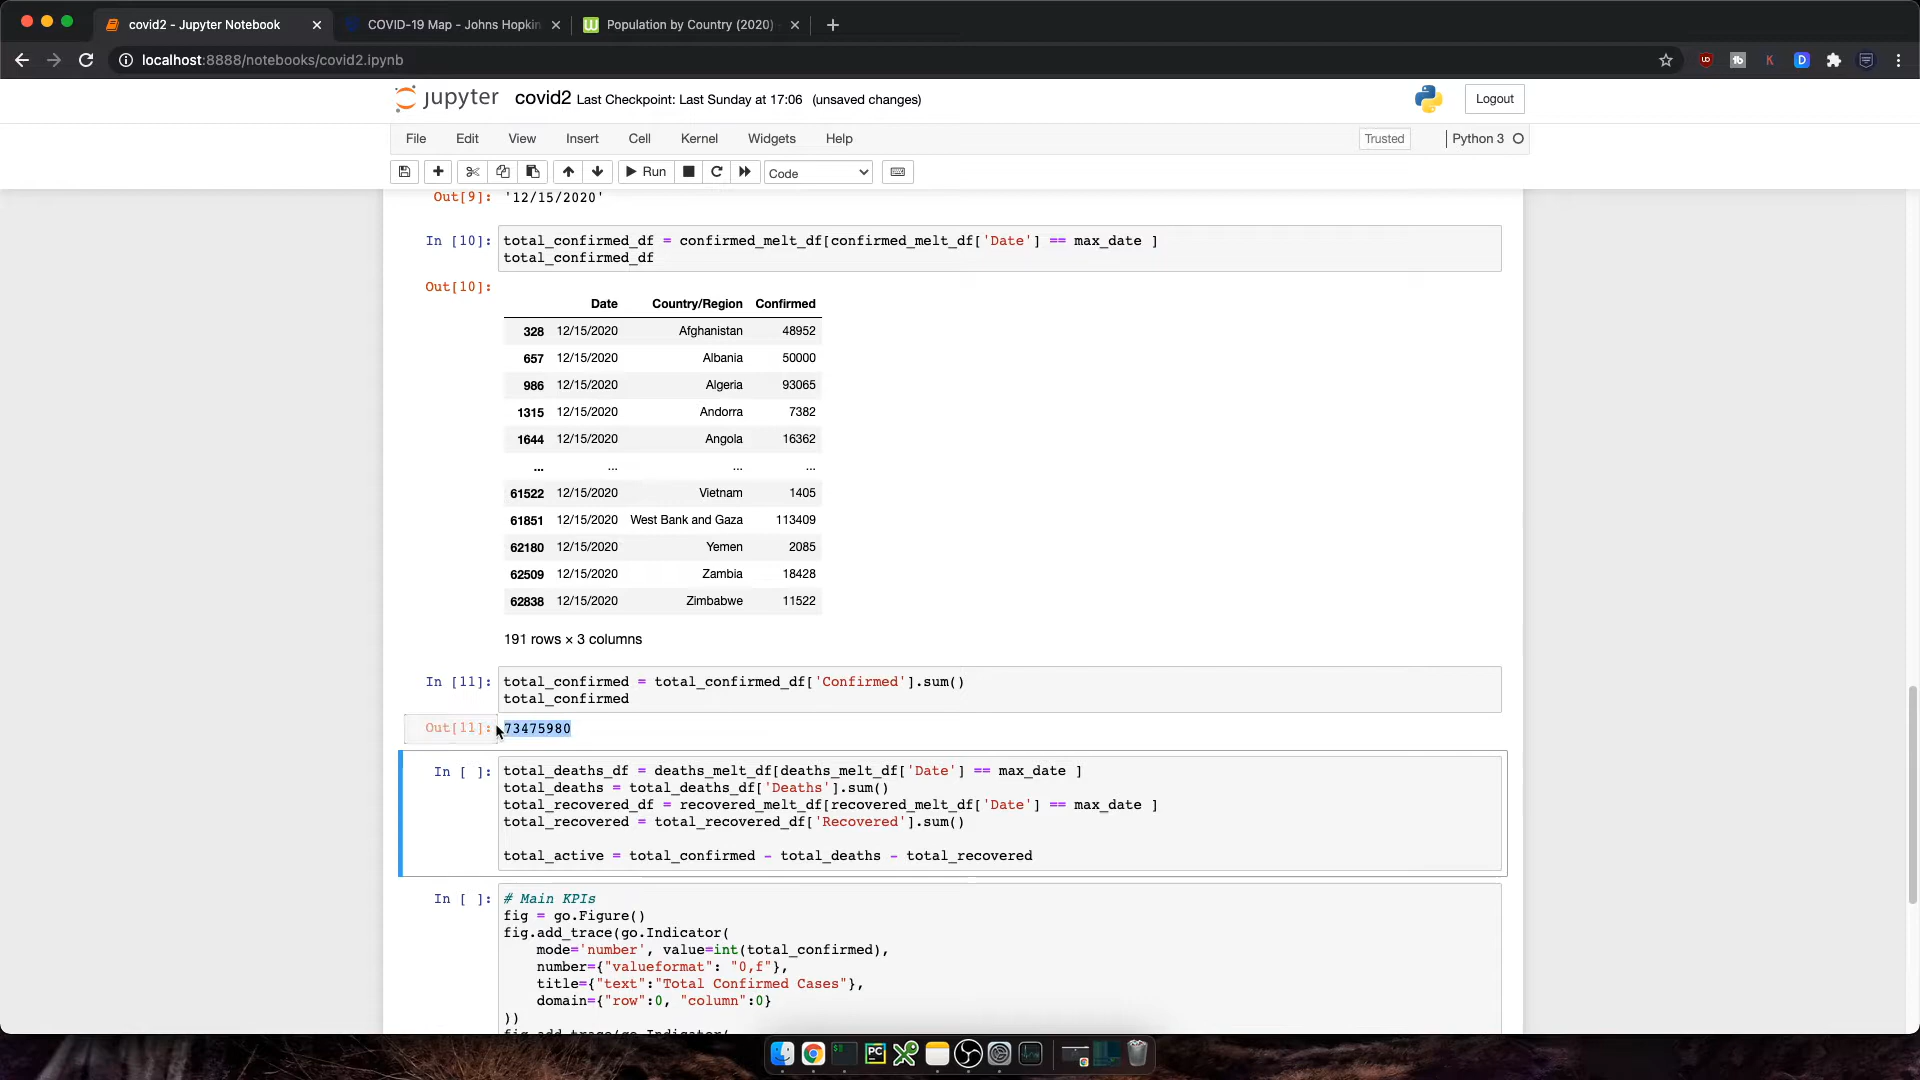 covid2 - Jupyter Notebook
COVID-19 Map - Johns Hopkin
Population by Country (2020)
localhost:8888/notebooks/covid2.ipynb
jupyter covid2 Last Checkpoint: Last Sunday at 17:06 (unsaved changes)
Logout
File Edit View Insert Cell Kernel Widgets Help
Trusted
Python 3
Run
Code
Out[9]: '12/15/2020'
In [10]: total_confirmed_df = confirmed_melt_df[confirmed_melt_df['Date'] == max_date ]
total_confirmed_df
Out[10]:
Date Country/Region Confirmed
328 12/15/2020 Afghanistan 48952
657 12/15/2020 Albania 50000
986 12/15/2020 Algeria 93065
1315 12/15/2020 Andorra 7382
1644 12/15/2020 Angola 16362
... ... ... ...
61522 12/15/2020 Vietnam 1405
61851 12/15/2020 West Bank and Gaza 113409
62180 12/15/2020 Yemen 2085
62509 12/15/2020 Zambia 18428
62838 12/15/2020 Zimbabwe 11522
191 rows × 3 columns
In [11]: total_confirmed = total_confirmed_df['Confirmed'].sum()
total_confirmed
Out[11]: 73475980
In [ ]: total_deaths_df = deaths_melt_df[deaths_melt_df['Date'] == max_date ]
total_deaths = total_deaths_df['Deaths'].sum()
total_recovered_df = recovered_melt_df[recovered_melt_df['Date'] == max_date ]
total_recovered = total_recovered_df['Recovered'].sum()
total_active = total_confirmed - total_deaths - total_recovered
In [ ]: # Main KPIs
fig = go.Figure()
fig.add_trace(go.Indicator(
mode='number', value=int(total_confirmed),
number={"valueformat": "0,f"},
title={"text":"Total Confirmed Cases"},
domain={"row":0, "column":0}
))
fig.add_trace(go.Indicator(